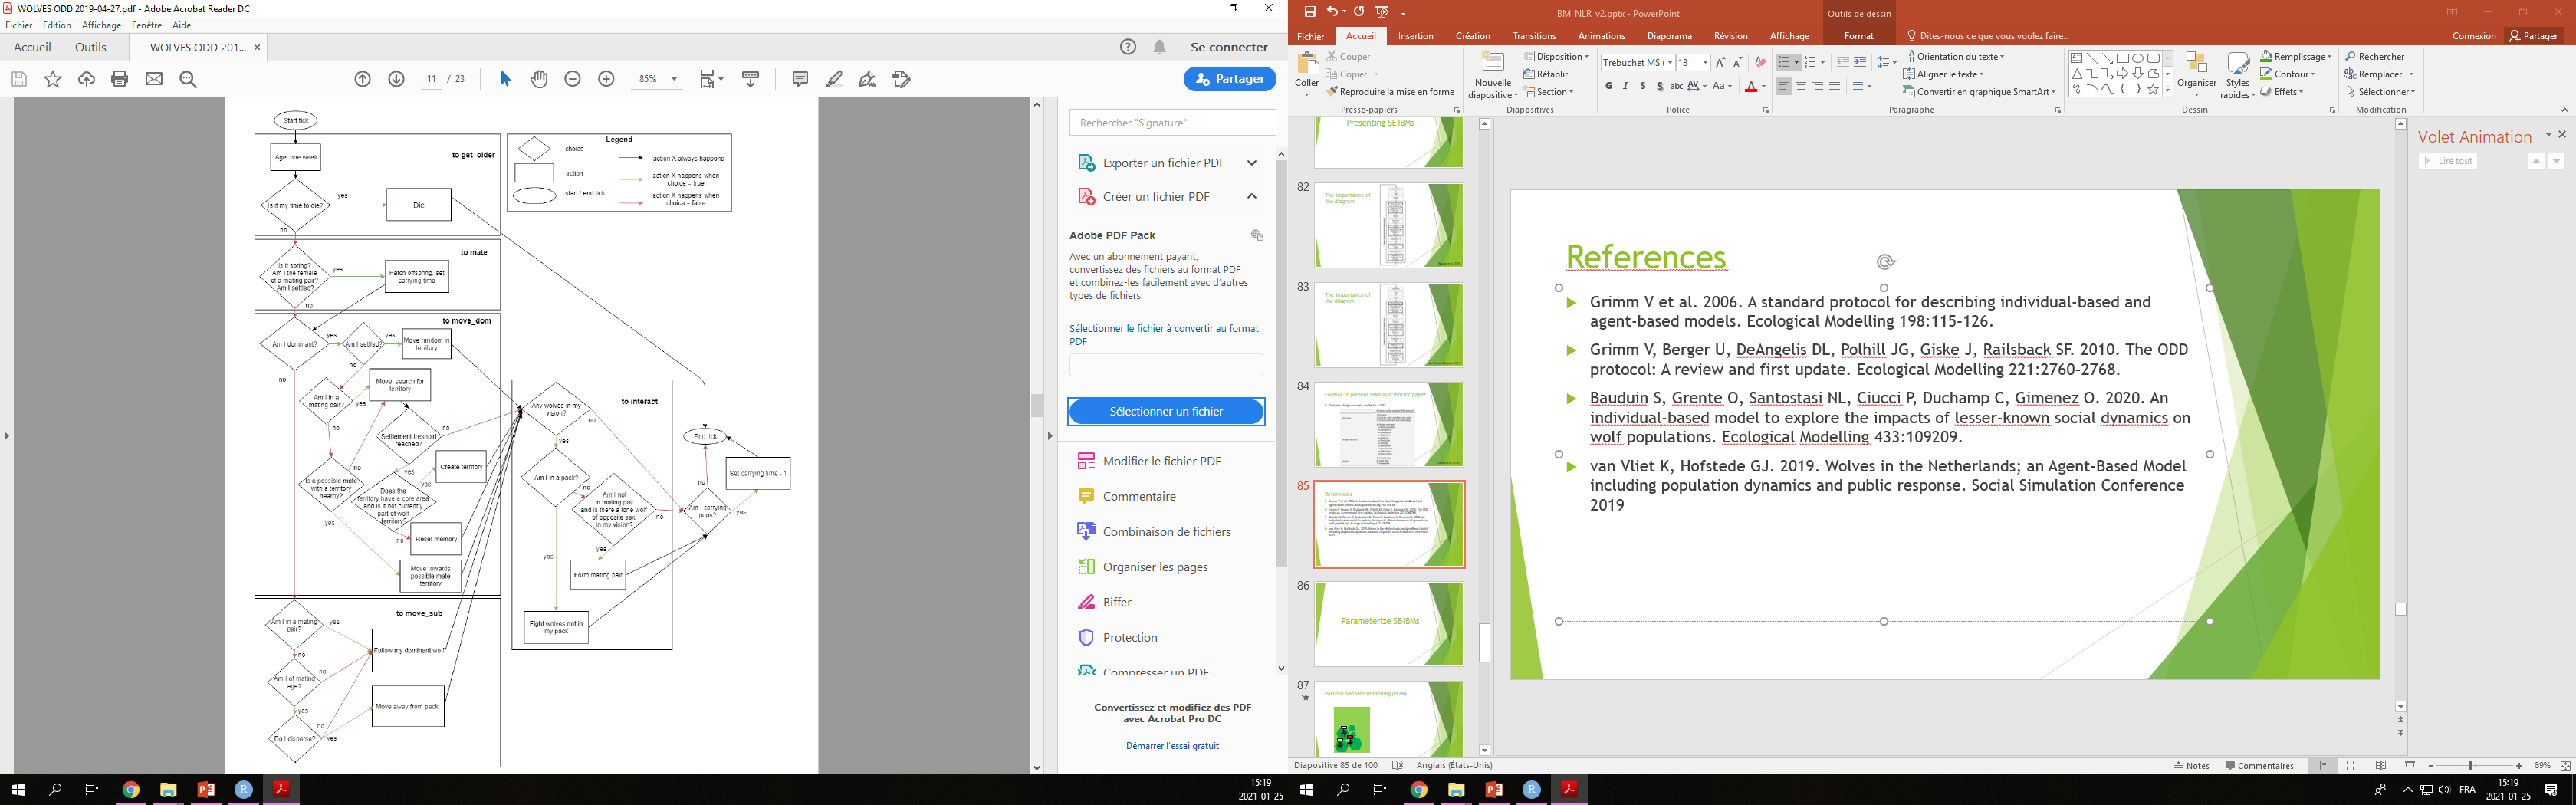 WOLVES ODD 2019-04-27.pdf - Adobe Acrobat Reader DC
Fichier Edition Affichage Fenêtre Aide
Accueil Outils WOLVES ODD 201... × Se connecter
11 / 23 85% Partager
Start tick
Age one week
to get_older
Is it my time to die?
yes
Die
no
Legend
choice
action
start / end tick
action X always happens
action X happens when
choice = true
action X happens when
choice = false
to mate
Is it spring?
Am I the female
of a mating pair?
Am I settled?
yes
Hatch offspring, set
carrying time
no
to move_dom
Am I dominant?
yes
Am I settled?
yes
Move random in
territory
no
no
Move: search for
territory
Am I in a
mating pair?
yes
no
Settlement treshold
reached?
no
yes
Create territory
Is a possible mate
with a territory
nearby?
no
yes
Does the
territory have a core area
and is it not currently
part of wolf
territory?
yes
no
Reset memory
Move towards
possible mate
territory
to interact
Any wolves in my
vision?
no
yes
Am I in a pack?
no
Am I not
in mating pair
and is there a lone wolf
of opposite sex
in my vision?
no
yes
yes
Form mating pair
Fight wolves not in
my pack
End tick
Set carrying time - 1
no
Am I carrying
pups?
yes
to move_sub
Am I in a mating
pair?
yes
Follow my dominant wolf
no
no
Am I of mating
age?
yes
Move away from pack
no
Do I disperse?
yes
Rechercher "Signature"
Exporter un fichier PDF
Créer un fichier PDF
Adobe PDF Pack
Avec un abonnement payant,
convertissez des fichiers au format PDF
et combinez-les facilement avec d'autres
types de fichiers.
Sélectionner le fichier à convertir au format
PDF
Sélectionner un fichier
Modifier le fichier PDF
Commentaire
Combinaison de fichiers
Organiser les pages
Biffer
Protection
Compresser un PDF
Convertissez et modifiez des PDF
avec Acrobat Pro DC
Démarrer l'essai gratuit
15:19
2021-01-25
IBM_NLR_v2.pptx - PowerPoint
Outils de dessin
Fichier Accueil Insertion Création Transitions Animations Diaporama Révision Affichage Format Dites-nous ce que vous voulez faire.. Connexion Partager
Coller
Couper
Copier
Reproduire la mise en forme
Presse-papiers
Nouvelle
diapositive
Disposition
Rétablir
Section
Diapositives
Trebuchet MS ( 18
G I S S abc AV Aa A
Police
Orientation du texte
Aligner le texte
Convertir en graphique SmartArt
Paragraphe
Organiser
Styles
rapides
Remplissage
Contour
Effets
Dessin
Rechercher
Remplacer
Sélectionner
Modification
Presenting SE-IBMs
82
The importance of
the diagram
83
The importance of
the diagram
84
Format to present IBMs in scientific paper
85
References
86
Parameterize SE-IBMs
87
Pattern-oriented modelling (POM)
References
Grimm V et al. 2006. A standard protocol for describing individual-based and
agent-based models. Ecological Modelling 198:115-126.
Grimm V, Berger U, DeAngelis DL, Polhill JG, Giske J, Railsback SF. 2010. The ODD
protocol: A review and first update. Ecological Modelling 221:2760-2768.
Bauduin S, Grente O, Santostasi NL, Ciucci P, Duchamp C, Gimenez O. 2020. An
individual-based model to explore the impacts of lesser-known social dynamics on
wolf populations. Ecological Modelling 433:109209.
van Vliet K, Hofstede GJ. 2019. Wolves in the Netherlands; an Agent-Based Model
including population dynamics and public response. Social Simulation Conference
2019
Volet Animation
Lire tout
Diapositive 85 de 100 Anglais (États-Unis) Notes Commentaires 89%
FRA
15:19
2021-01-25